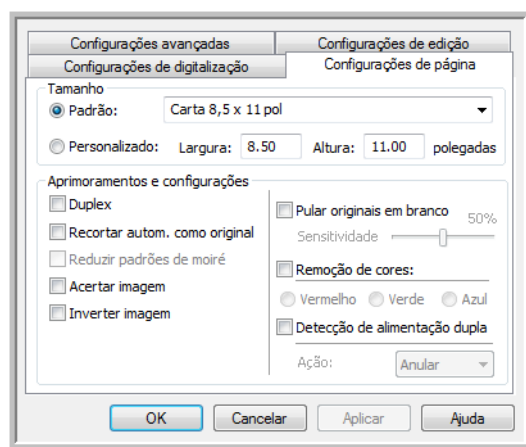 Configurações avançadas
Configurações de edição
Configurações de digitalização
Configurações de página
Tamanho
Padrão:
Carta 8,5 x 11 pol
Personalizado:
Largura:
8.50
Altura:
11.00
polegadas
Aprimoramentos e configurações
Duplex
Recortar autom. como original
Reduzir padrões de moiré
Acertar imagem
Inverter imagem
Pular originais em branco
50%
Sensitividade
Remoção de cores:
Vermelho
Verde
Azul
Detecção de alimentação dupla
Ação:
Anular
OK
Cancelar
Aplicar
Ajuda